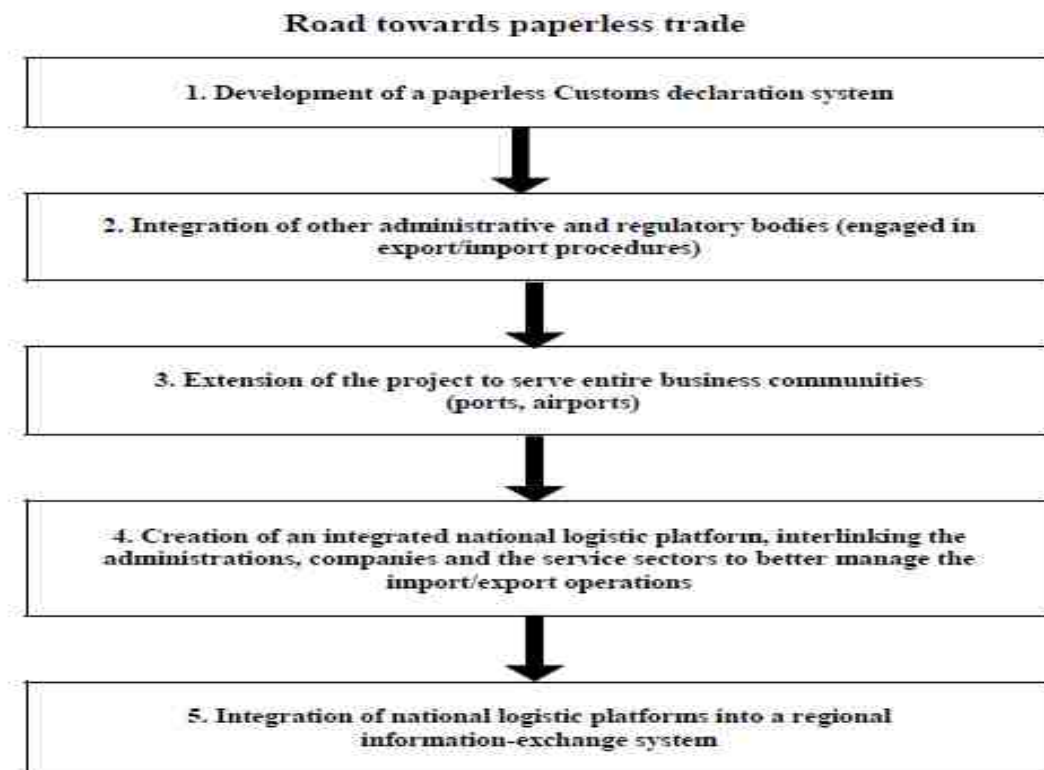 Road towards paperless trade
1. Development of a paperless Customs declaration system
2. Integration of other administrative and regulatory bodies (engaged in
export/import procedures)
3. Extension of the project to serve entire business communities
(ports, airports)
4. Creation of an integrated national logistic platform, interlinking the
administrations, companies and the service sectors to better manage the
import/export operations
5. Integration of national logistic platforms into a regional
information-exchange system